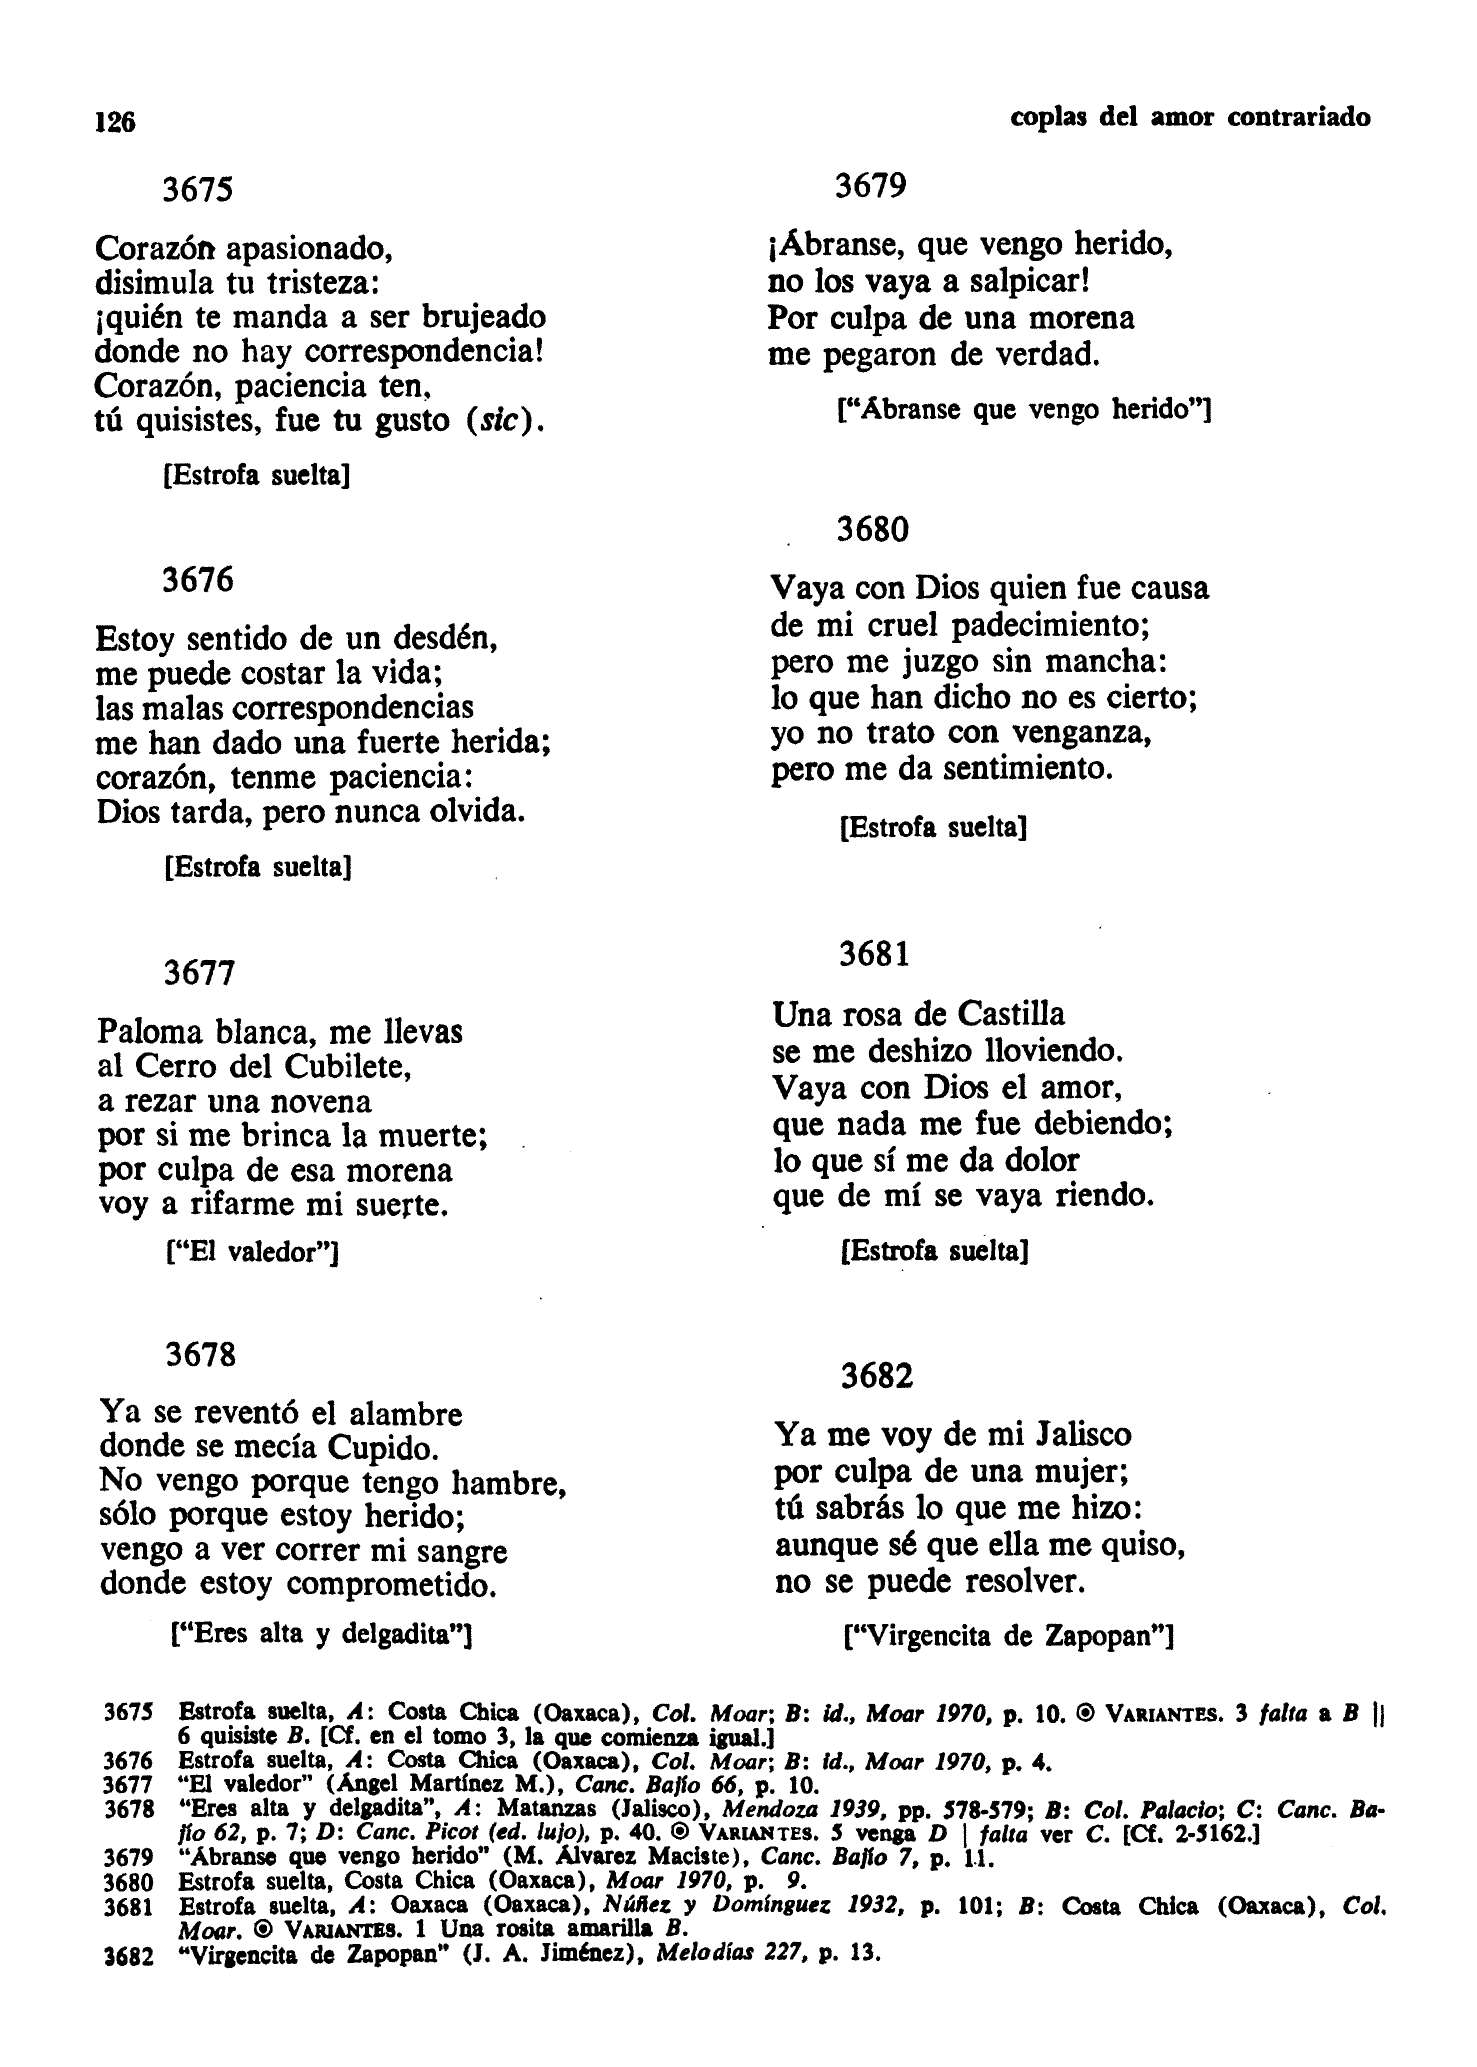 126
coplas del amor contrariado
3675
Corazón apasionado,
disimula tu tristeza:
¡quién te manda a ser brujeado
donde no hay correspondencia!
Corazón, paciencia ten,
tú quisistes, fue tu gusto (sic).
[Estrofa suelta]
3676
Estoy sentido de un desdén,
me puede costar la vida;
las malas correspondencias
me han dado una fuerte herida;
corazón, tenme paciencia:
Dios tarda, pero nunca olvida.
[Estrofa suelta]
3677
Paloma blanca, me llevas
al Cerro del Cubilete,
a rezar una novena
por si me brinca la muerte;
por culpa de esa morena
voy a rifarme mi suerte.
["El valedor"]
3678
Ya se reventó el alambre
donde se mecía Cupido.
No vengo porque tengo hambre,
sólo porque estoy herido;
vengo a ver correr mi sangre
donde estoy comprometido.
["Eres alta y delgadita"]
3679
¡Ábranse, que vengo herido,
no los vaya a salpicar!
Por culpa de una morena
me pegaron de verdad.
["Ábranse que vengo herido"]
3680
Vaya con Dios quien fue causa
de mi cruel padecimiento;
pero me juzgo sin mancha:
lo que han dicho no es cierto;
yo no trato con venganza,
pero me da sentimiento.
[Estrofa suelta]
3681
Una rosa de Castilla
se me deshizo lloviendo.
Vaya con Dios el amor,
que nada me fue debiendo;
lo que sí me da dolor
que de mí se vaya riendo.
[Estrofa suelta]
3682
Ya me voy de mi Jalisco
por culpa de una mujer;
tú sabrás lo que me hizo:
aunque sé que ella me quiso,
no se puede resolver.
["Virgencita de Zapopan"]
3675 Estrofa suelta, A: Costa Chica (Oaxaca), Col. Moar; B: id., Moar 1970, p. 10. ⊙ VARIANTES. 3 falta a B ||
6 quisiste B. [Cf. en el tomo 3, la que comienza igual.]
3676 Estrofa suelta, A: Costa Chica (Oaxaca), Col. Moar; B: id., Moar 1970, p. 4.
3677 "El valedor" (Ángel Martínez M.), Canc. Bajío 66, p. 10.
3678 "Eres alta y delgadita", A: Matanzas (Jalisco), Mendoza 1939, pp. 578-579; B: Col. Palacio; C: Canc. Ba-
jío 62, p. 7; D: Canc. Picot (ed. lujo), p. 40. ⊙ VARIANTES. 5 venga D | falta ver C. [Cf. 2-5162.]
3679 "Ábranse que vengo herido" (M. Álvarez Maciste), Canc. Bajío 7, p. 11.
3680 Estrofa suelta, Costa Chica (Oaxaca), Moar 1970, p. 9.
3681 Estrofa suelta, A: Oaxaca (Oaxaca), Núñez y Domínguez 1932, p. 101; B: Costa Chica (Oaxaca), Col.
Moar. ⊙ VARIANTES. 1 Una rosita amarilla B.
3682 "Virgencita de Zapopan" (J. A. Jiménez), Melodías 227, p. 13.